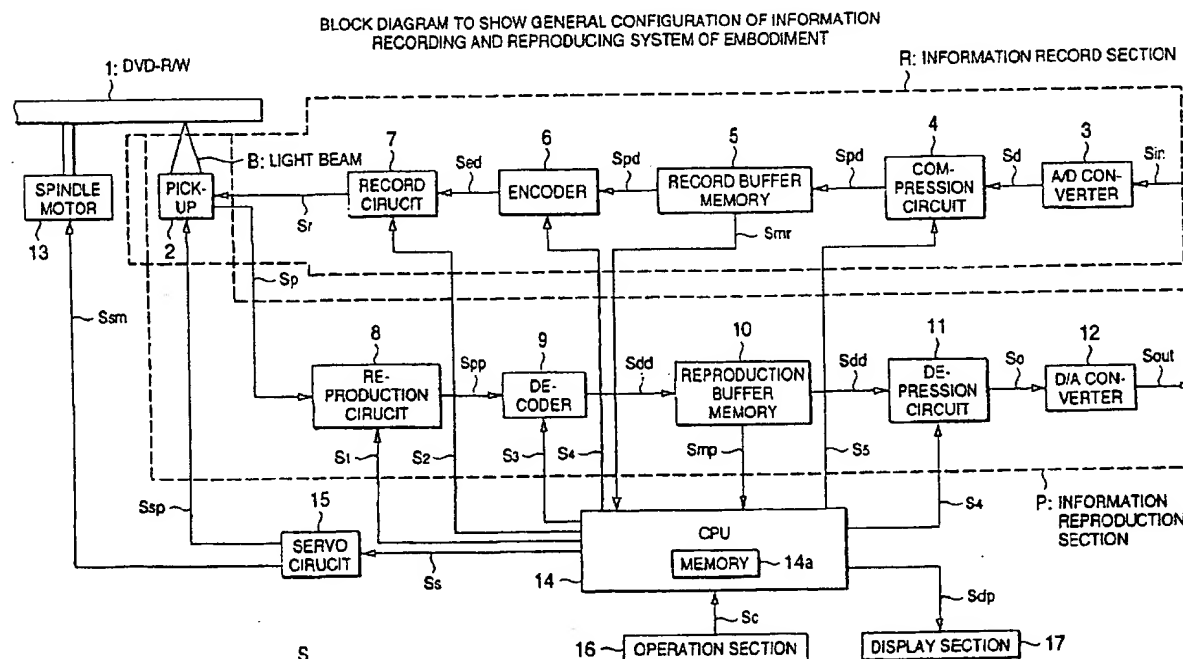 BLOCK DIAGRAM TO SHOW GENERAL CONFIGURATION OF INFORMATION
RECORDING AND REPRODUCING SYSTEM OF EMBODIMENT
1: DVD-R/W
R: INFORMATION RECORD SECTION
B: LIGHT BEAM
SPINDLE
MOTOR
13
PICK-
UP
2
Sr
7
RECORD
CIRUCIT
Sed
6
ENCODER
Spd
5
RECORD BUFFER
MEMORY
Smr
Spd
4
COM-
PRESSION
CIRCUIT
Sd
3
A/D CON-
VERTER
Sin
Sp
Ssm
8
RE-
PRODUCTION
CIRUCIT
Spp
9
DE-
CODER
Sdd
10
REPRODUCTION
BUFFER
MEMORY
Sdd
11
DE-
PRESSION
CIRCUIT
So
12
D/A CON-
VERTER
Sout
S1
S2
S3
S4
Smp
S5
S4
P: INFORMATION
REPRODUCTION
SECTION
Ssp
15
SERVO
CIRUCIT
Ss
CPU
MEMORY
14
14a
Sc
Sdp
S
16
OPERATION SECTION
DISPLAY SECTION
17